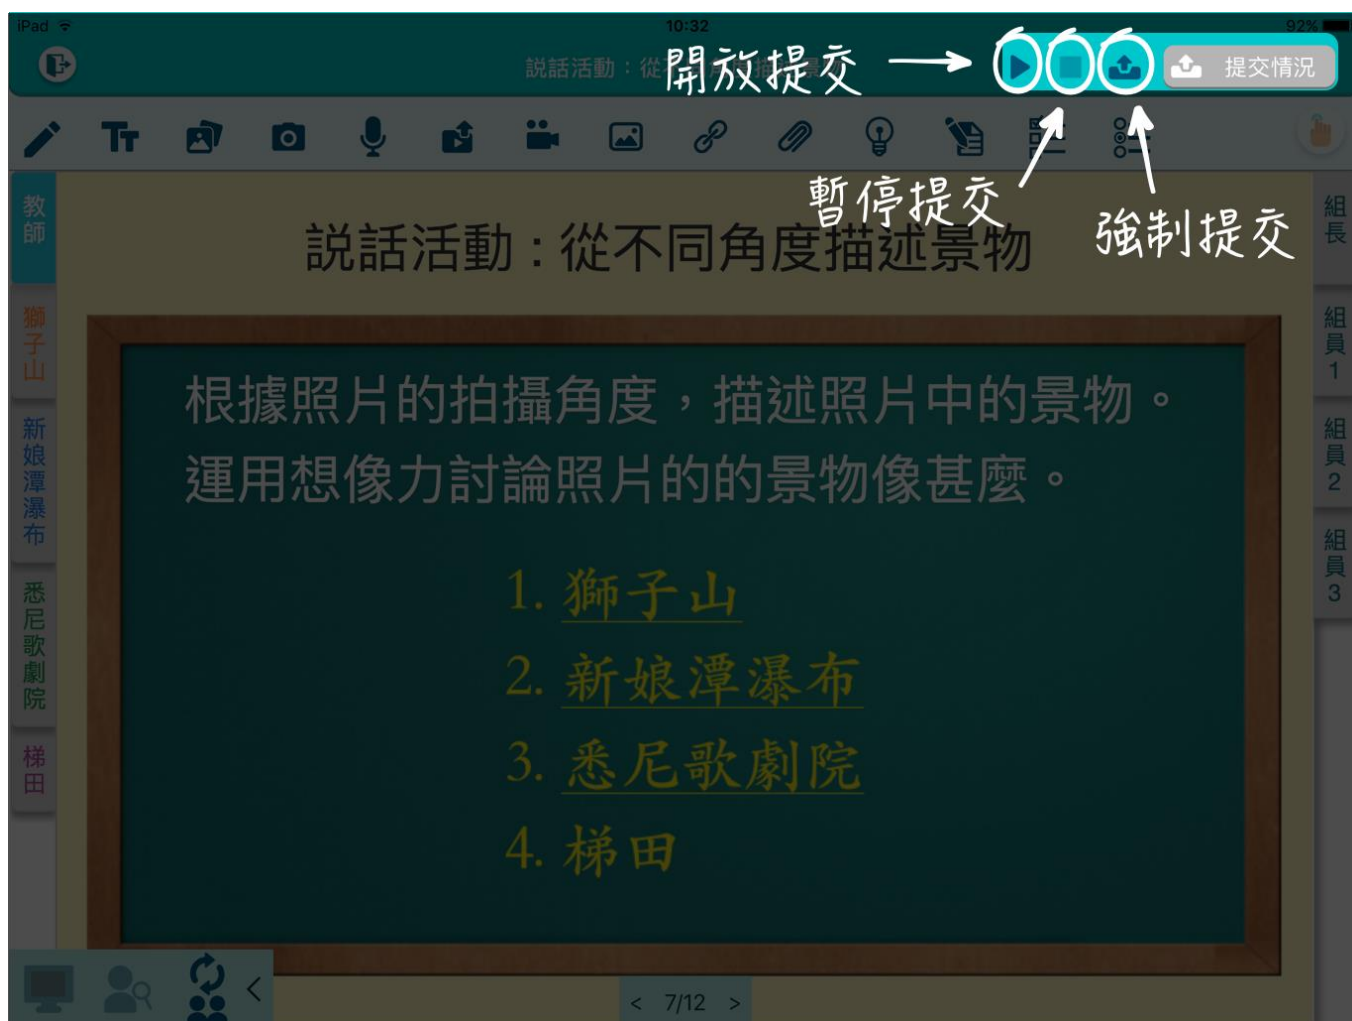 iPad
10:32
92%
説話活動：從
開放提交
提交情況
暫停提交
強制提交
教師
獅子山
新娘潭瀑布
悉尼歌劇院
梯田
説話活動：從不同角度描述景物
根據照片的拍攝角度，描述照片中的景物。
運用想像力討論照片的的景物像甚麼。
1. 獅子山
2. 新娘潭瀑布
3. 悉尼歌劇院
4. 梯田
組長
組員1
組員2
組員3
< 7/12 >